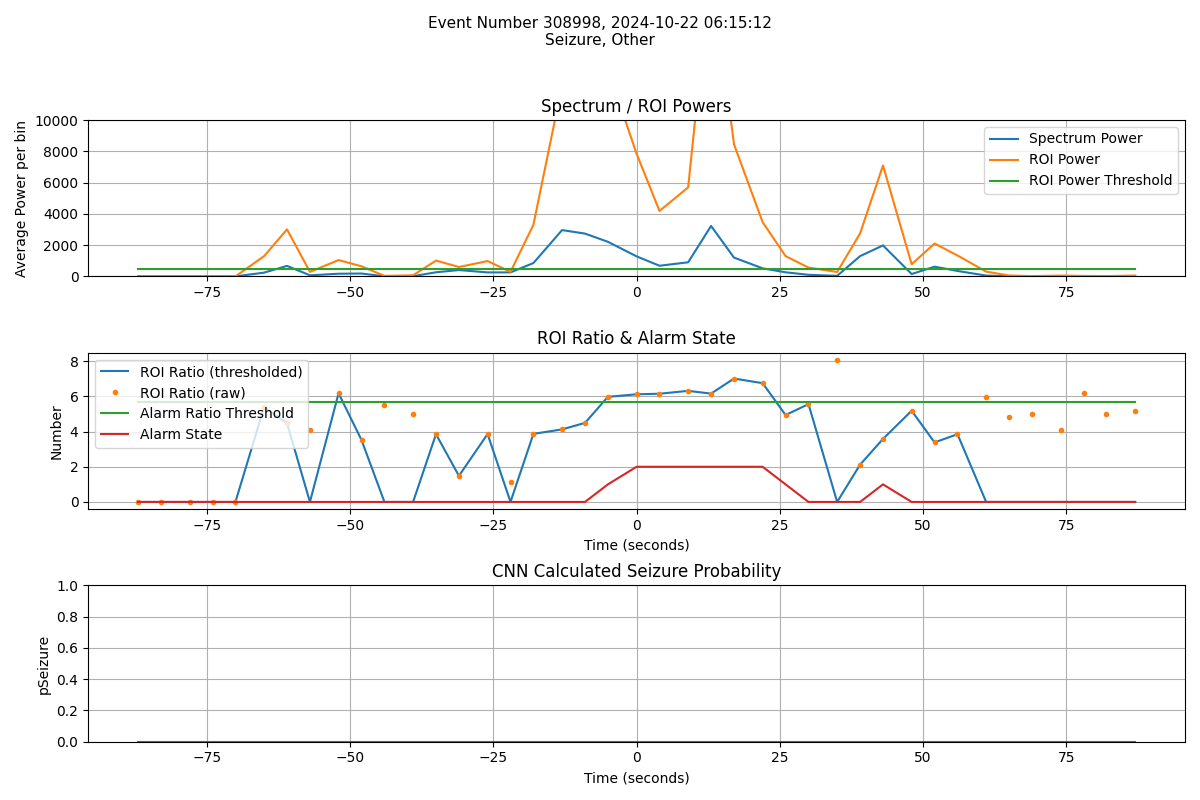 Event Number 308998, 2024-10-22 06:15:12
Seizure, Other
Spectrum / ROI Powers
Average Power per bin
10000
8000
6000
4000
2000
0
Spectrum Power
ROI Power
ROI Power Threshold
−75 −50 −25 0 25 50 75
ROI Ratio & Alarm State
Number
8
6
4
2
0
ROI Ratio (thresholded)
ROI Ratio (raw)
Alarm Ratio Threshold
Alarm State
−75 −50 −25 0 25 50 75
Time (seconds)
CNN Calculated Seizure Probability
pSeizure
1.0
0.8
0.6
0.4
0.2
0.0
−75 −50 −25 0 25 50 75
Time (seconds)